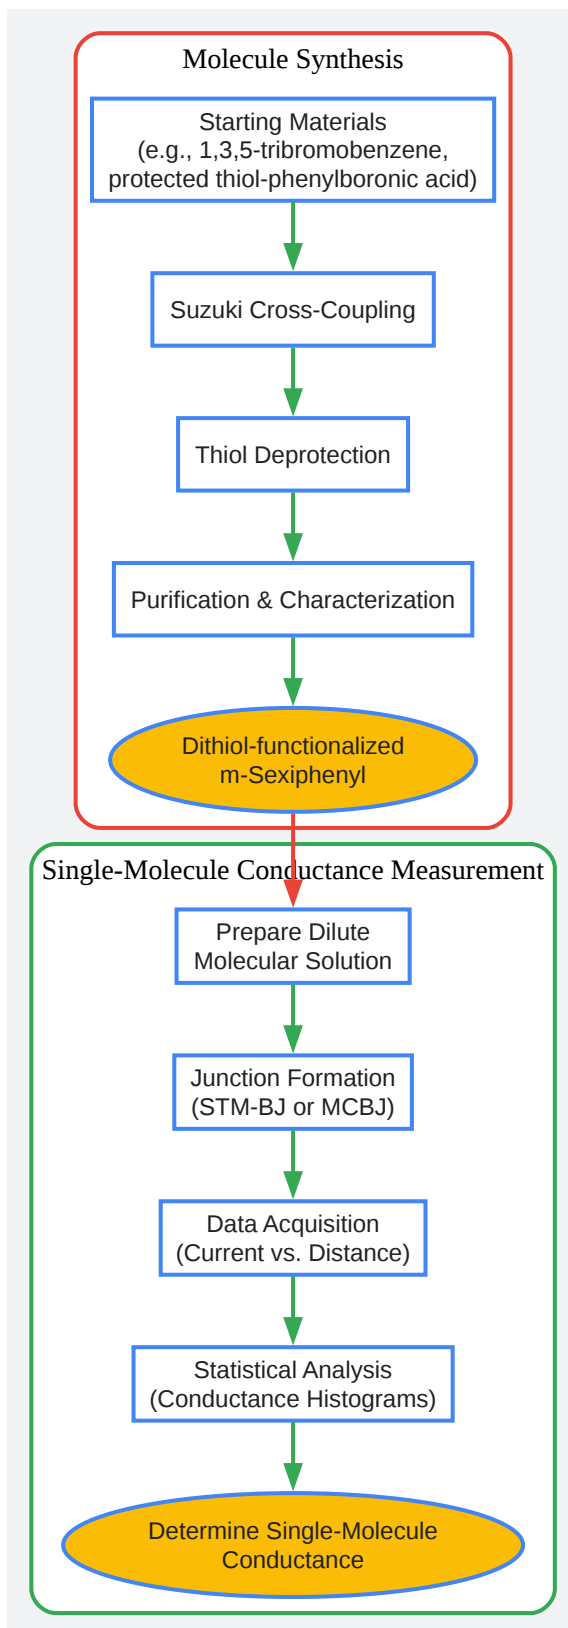 Molecule Synthesis
Starting Materials
(e.g., 1,3,5-tribromobenzene,
protected thiol-phenylboronic acid)
Suzuki Cross-Coupling
Thiol Deprotection
Purification & Characterization
Dithiol-functionalized
m-Sexiphenyl
Single-Molecule Conductance Measurement
Prepare Dilute
Molecular Solution
Junction Formation
(STM-BJ or MCBJ)
Data Acquisition
(Current vs. Distance)
Statistical Analysis
(Conductance Histograms)
Determine Single-Molecule
Conductance